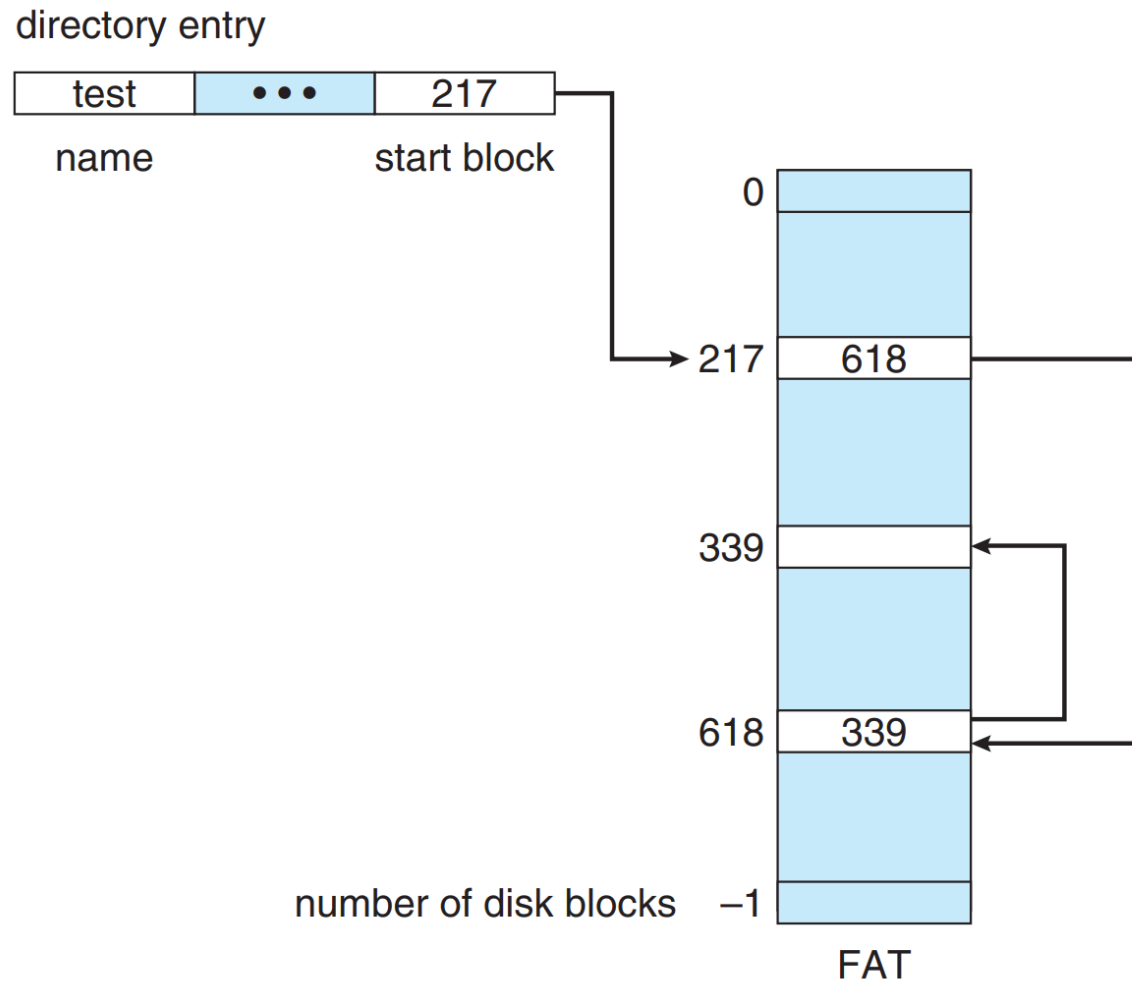 directory entry
test ••• 217
name start block
0
217 618
339
618 339
number of disk blocks –1
FAT